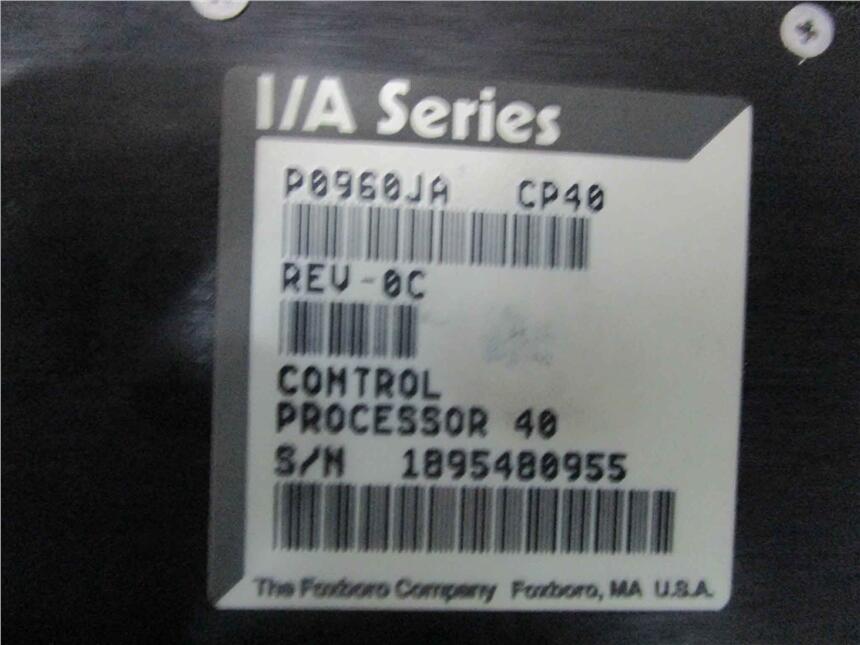 I/A Series
P0960JA CP40
REV-0C
CONTROL
PROCESSOR 40
S/N 1895480955
The Foxboro Company Foxboro, MA U.S.A.